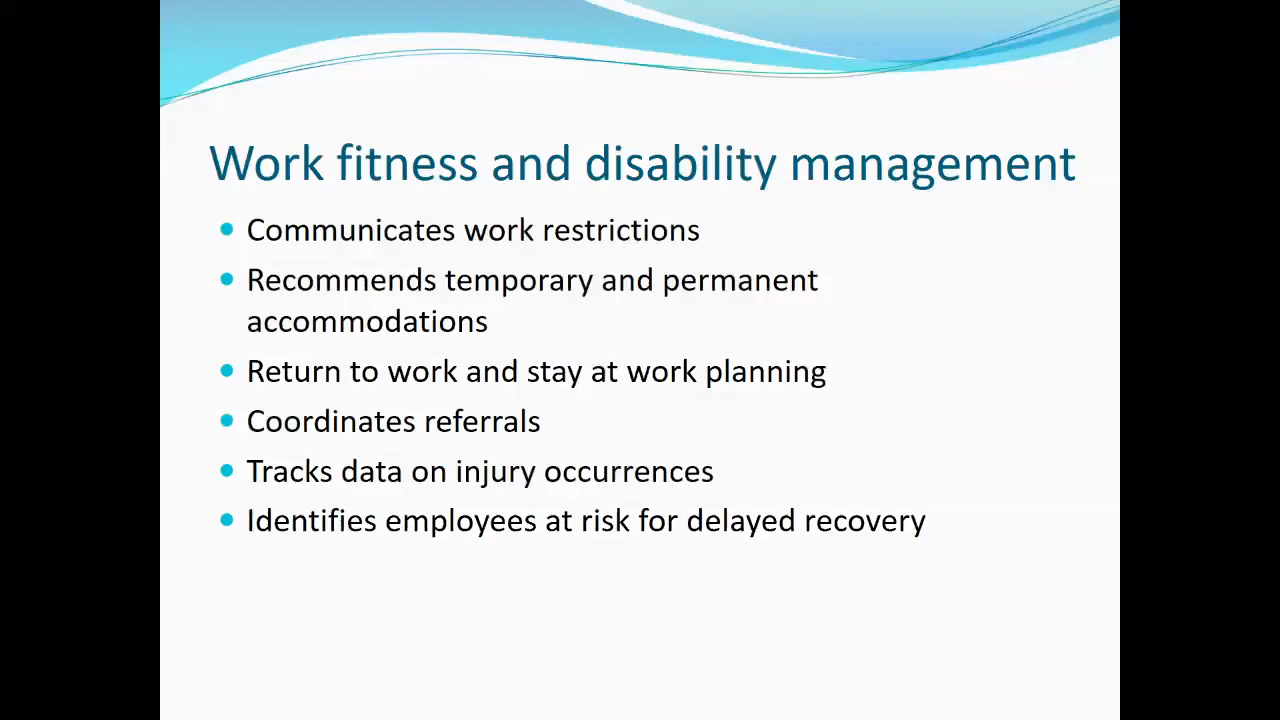 Work fitness and disability management
Communicates work restrictions
Recommends temporary and permanent
accommodations
Return to work and stay at work planning
Coordinates referrals
Tracks data on injury occurrences
Identifies employees at risk for delayed recovery